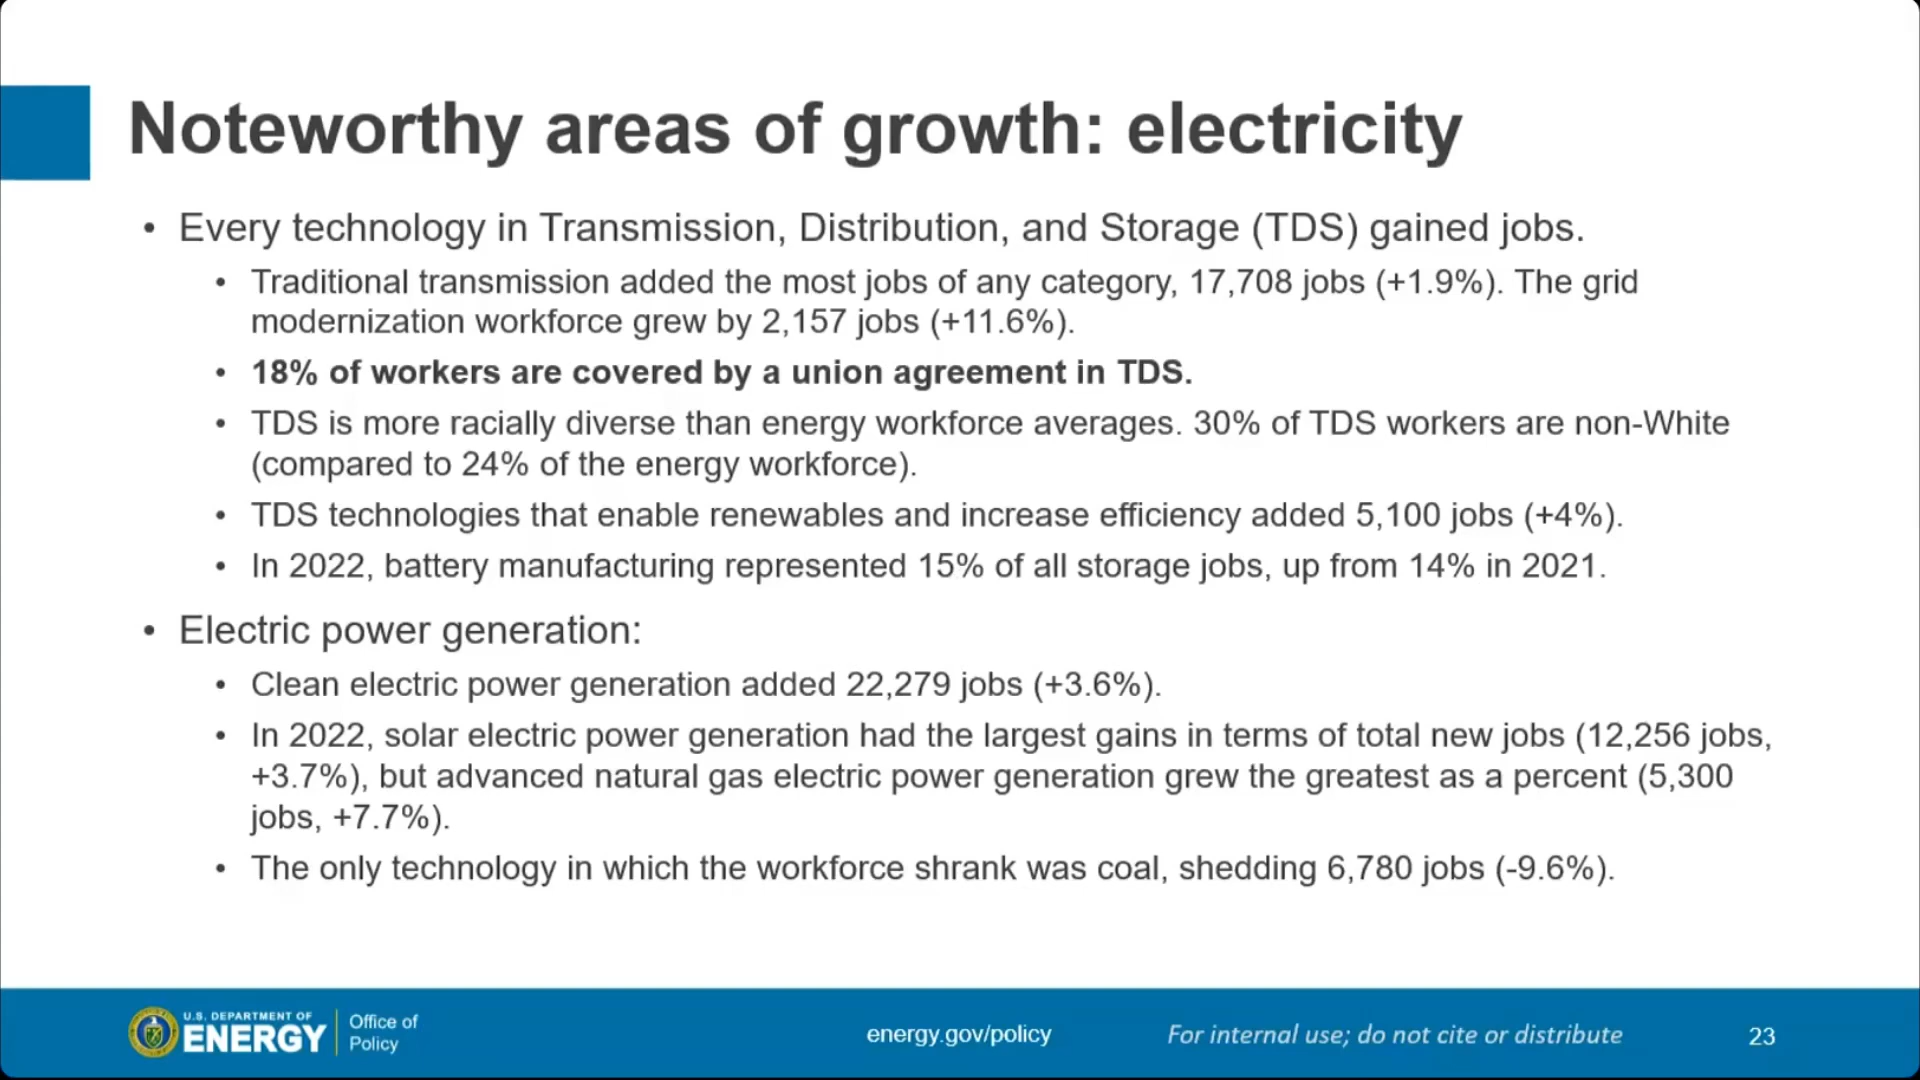 Noteworthy areas of growth: electricity
• Every technology in Transmission, Distribution, and Storage (TDS) gained jobs.
• Traditional transmission added the most jobs of any category, 17,708 jobs (+1.9%). The grid
modernization workforce grew by 2,157 jobs (+11.6%).
• 18% of workers are covered by a union agreement in TDS.
• TDS is more racially diverse than energy workforce averages. 30% of TDS workers are non-White
(compared to 24% of the energy workforce).
• TDS technologies that enable renewables and increase efficiency added 5,100 jobs (+4%).
• In 2022, battery manufacturing represented 15% of all storage jobs, up from 14% in 2021.
• Electric power generation:
• Clean electric power generation added 22,279 jobs (+3.6%).
• In 2022, solar electric power generation had the largest gains in terms of total new jobs (12,256 jobs,
+3.7%), but advanced natural gas electric power generation grew the greatest as a percent (5,300
jobs, +7.7%).
• The only technology in which the workforce shrank was coal, shedding 6,780 jobs (-9.6%).
U.S. DEPARTMENT OF
ENERGY
Office of
Policy
energy.gov/policy
For internal use; do not cite or distribute
23